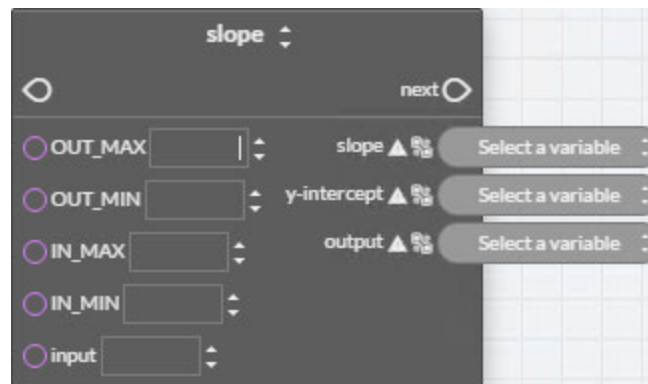 slope
next
OUT_MAX slope Select a variable
OUT_MIN y-intercept Select a variable
IN_MAX output Select a variable
IN_MIN
input